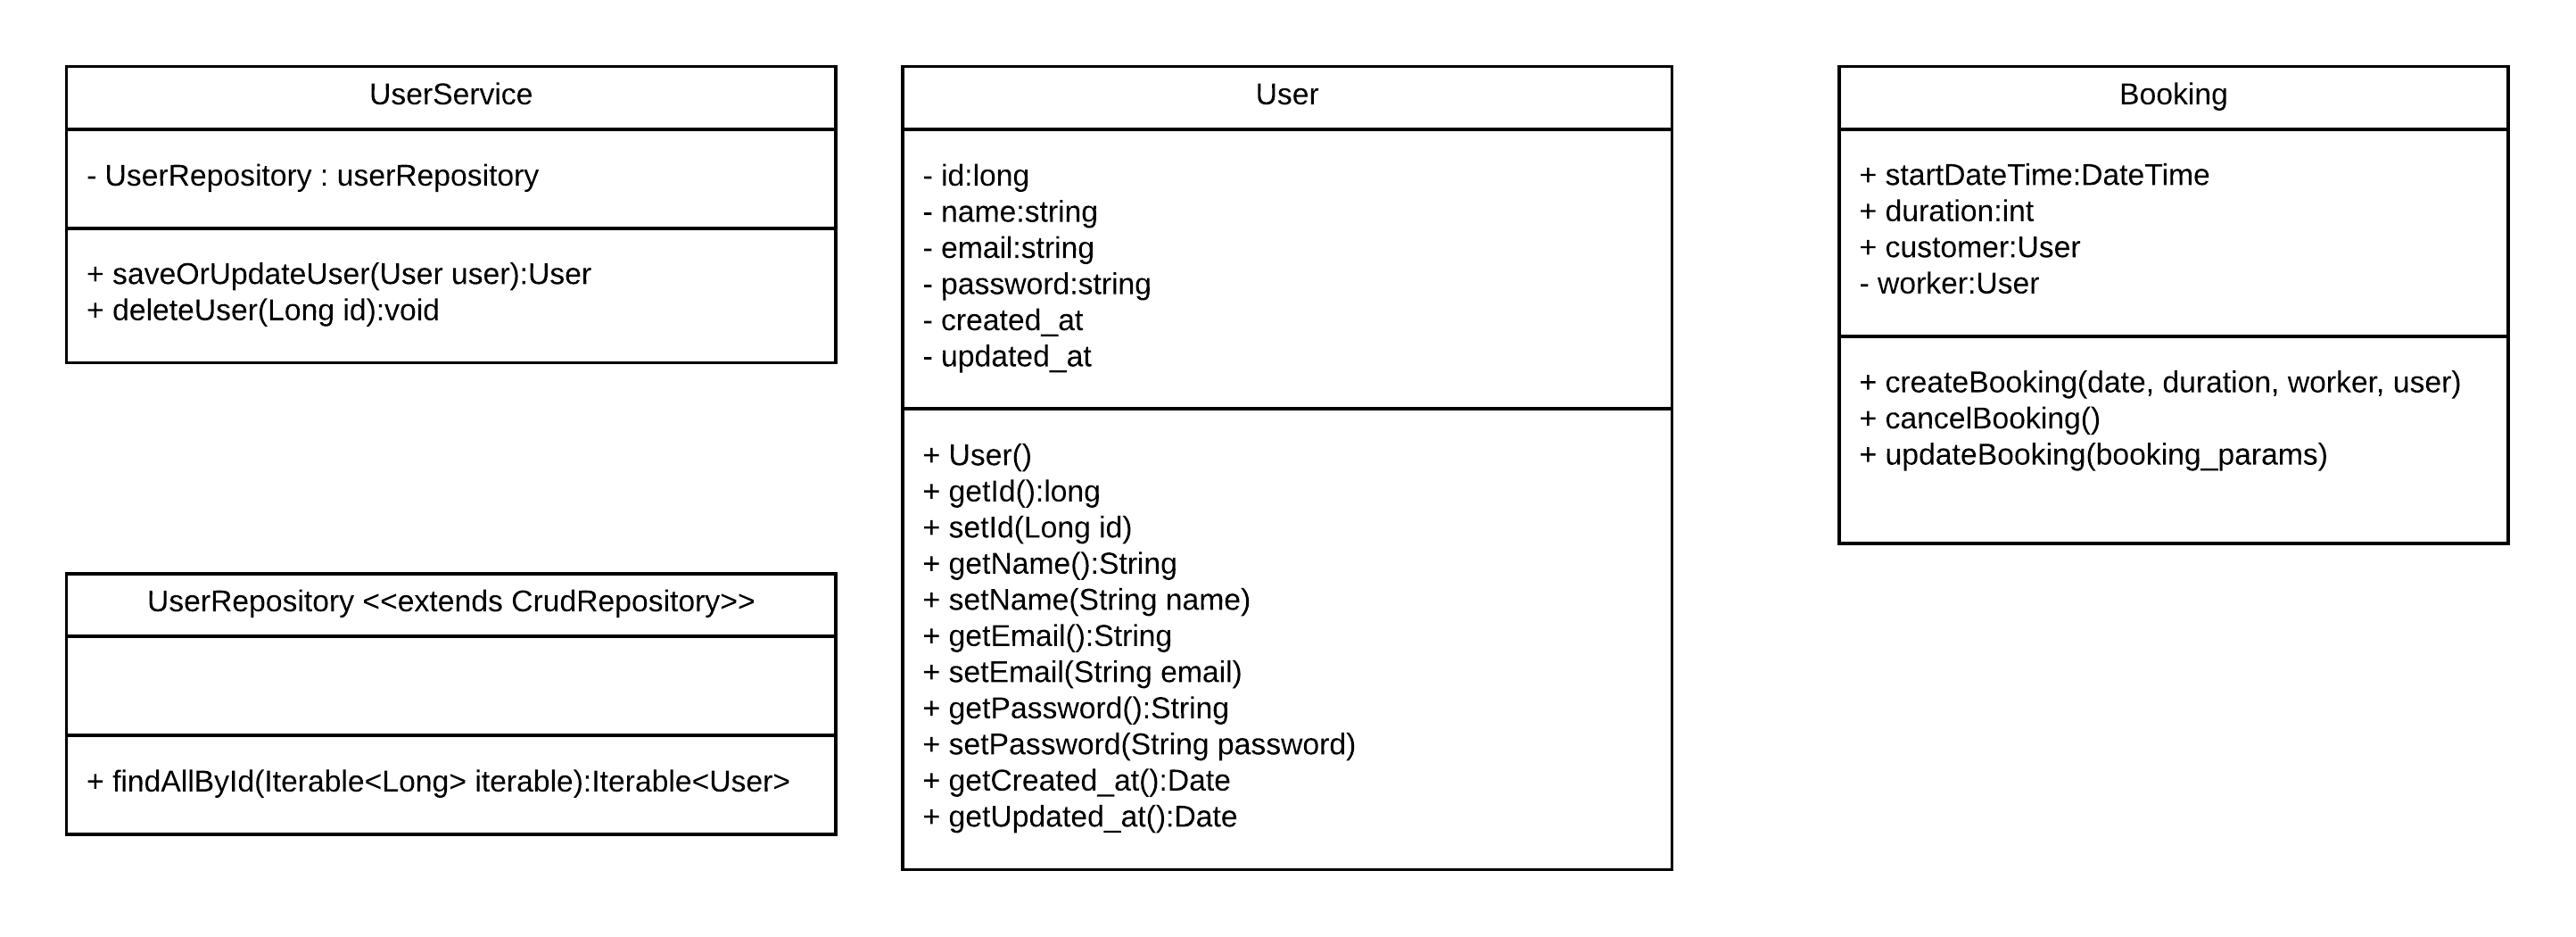 UserService
- UserRepository : userRepository
+ saveOrUpdateUser(User user):User
+ deleteUser(Long id):void
UserRepository <<extends CrudRepository>>
+ findAllById(Iterable<Long> iterable):Iterable<User>
User
- id:long
- name:string
- email:string
- password:string
- created_at
- updated_at
+ User()
+ getId():long
+ setId(Long id)
+ getName():String
+ setName(String name)
+ getEmail():String
+ setEmail(String email)
+ getPassword():String
+ setPassword(String password)
+ getCreated_at():Date
+ getUpdated_at():Date
Booking
+ startDateTime:DateTime
+ duration:int
+ customer:User
- worker:User
+ createBooking(date, duration, worker, user)
+ cancelBooking()
+ updateBooking(booking_params)